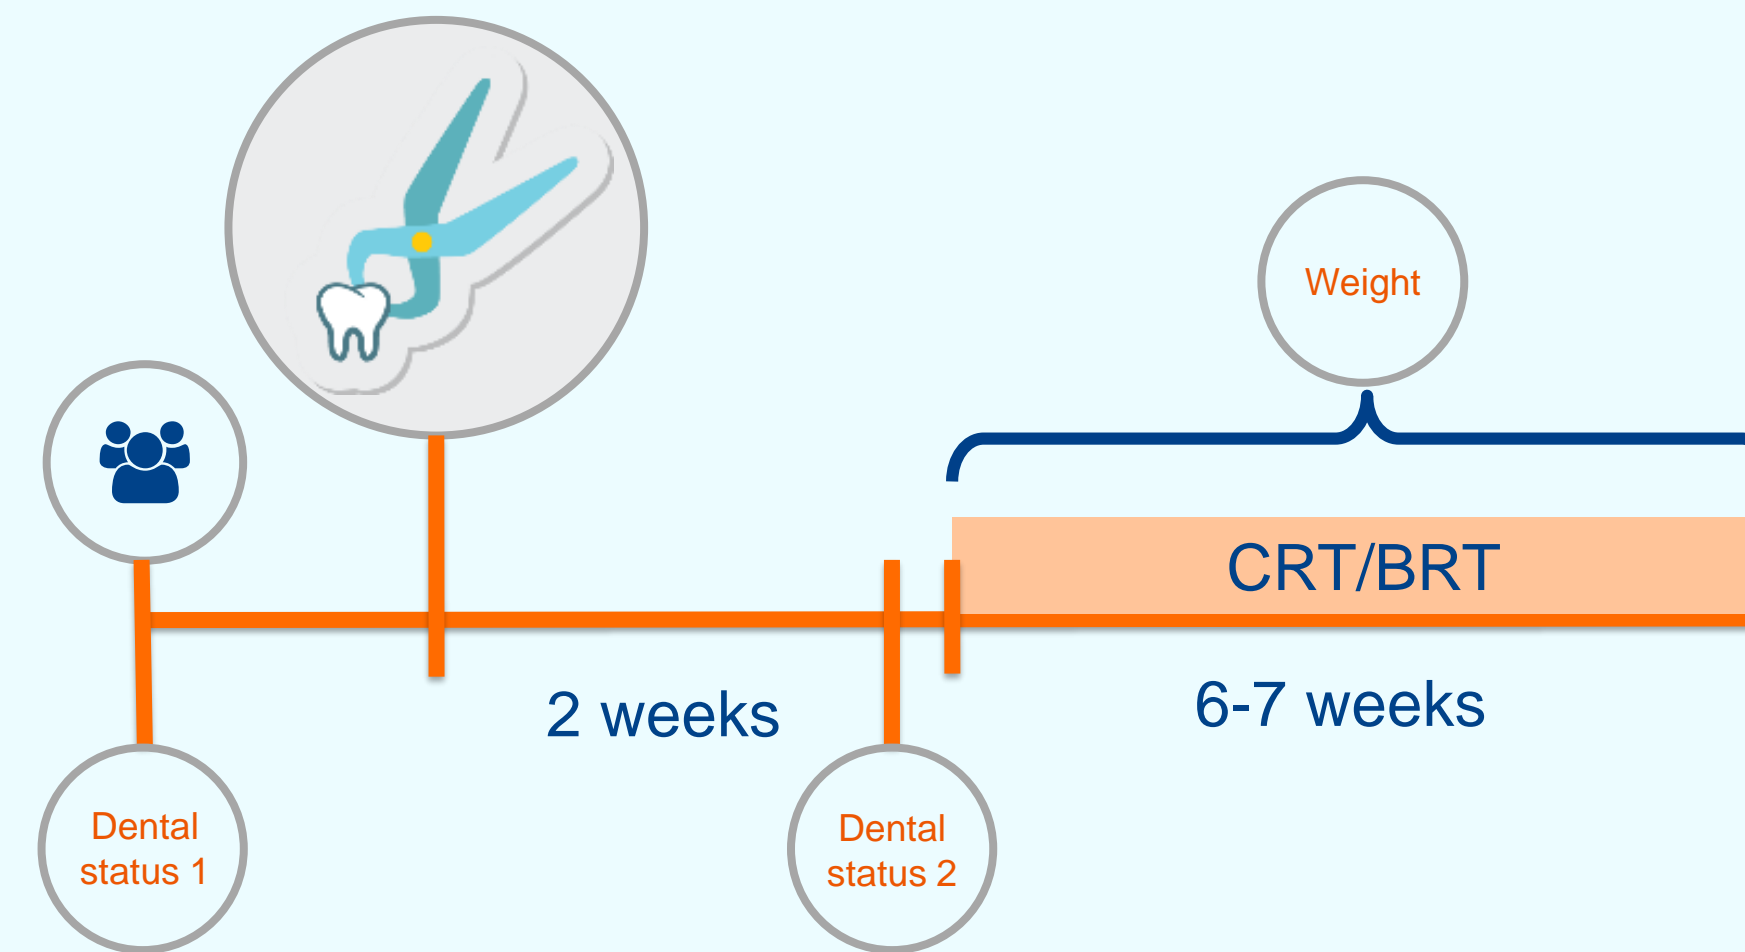 Weight
CRT/BRT
2 weeks
6-7 weeks
Dental
status 1
Dental
status 2